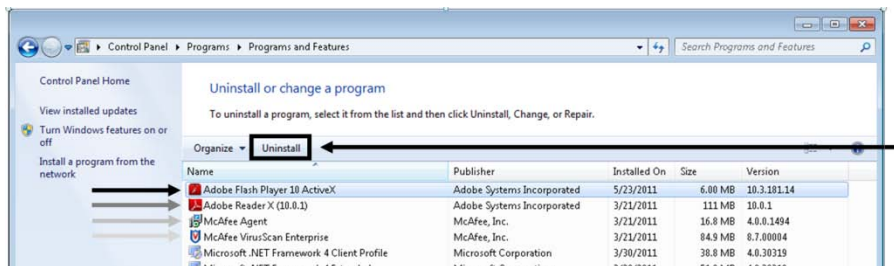 Control Panel ▸ Programs ▸ Programs and Features
Search Programs and Features
Control Panel Home
View installed updates
Turn Windows features on or off
Install a program from the network
Uninstall or change a program
To uninstall a program, select it from the list and then click Uninstall, Change, or Repair.
Organize Uninstall
Name Publisher Installed On Size Version
Adobe Flash Player 10 ActiveX Adobe Systems Incorporated 5/23/2011 6.00 MB 10.3.181.14
Adobe Reader X (10.0.1) Adobe Systems Incorporated 3/21/2011 111 MB 10.0.1
McAfee Agent McAfee, Inc. 3/21/2011 16.8 MB 4.0.0.1494
McAfee VirusScan Enterprise McAfee, Inc. 3/21/2011 84.9 MB 8.7.00004
Microsoft .NET Framework 4 Client Profile Microsoft Corporation 3/30/2011 38.8 MB 4.0.30319